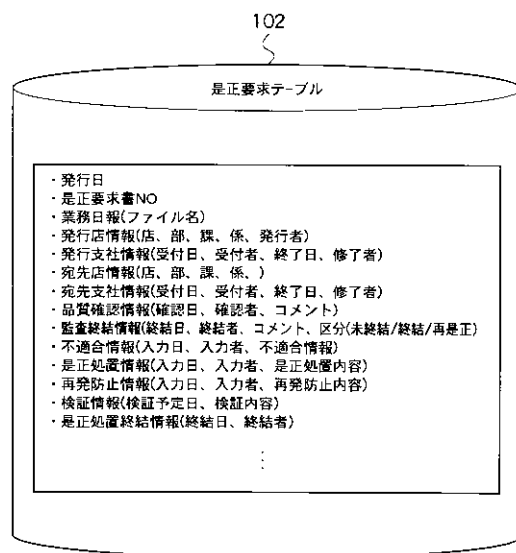 102
是正要求テーブル
・発行日
・是正要求書NO
・業務日報(ファイル名)
・発行店情報(店、部、課、係、発行者)
・発行支社情報(受付日、受付者、終了日、修了者)
・宛先店情報(店、部、課、係、)
・宛先支社情報(受付日、受付者、終了日、修了者)
・品質確認情報(確認日、確認者、コメント)
・監査終結情報(終結日、終結者、コメント、区分(未終結/終結/再是正)
・不適合情報(入力日、入力者、不適合情報)
・是正処置情報(入力日、入力者、是正処置内容)
・再発防止情報(入力日、入力者、再発防止内容)
・検証情報(検証予定日、検証内容)
・是正処置終結情報(終結日、終結者)
⋮